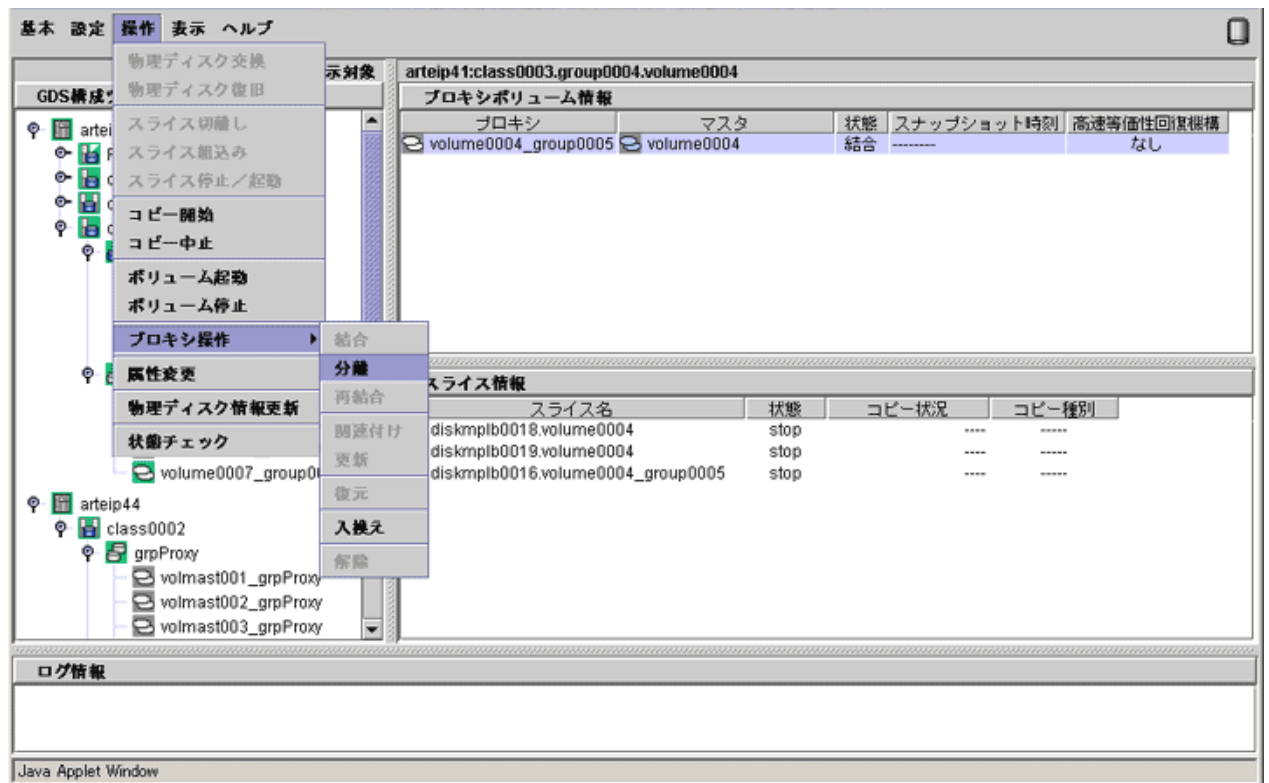 基本 設定 操作 表示 ヘルプ
物理ディスク交換
物理ディスク復旧
スライス切離し
スライス組込み
スライス停止／起動
コピー開始
コピー中止
ボリューム起動
ボリューム停止
プロキシ操作
属性変更
物理ディスク情報更新
状態チェック
結合
分離
再結合
関連付け
更新
復元
入換え
解除
示対象
GDS構成
artei
volume0007_group0
arteip44
class0002
grpProxy
volmast001_grpProxy
volmast002_grpProxy
volmast003_grpProxy
arteip41:class0003.group0004.volume0004
プロキシボリューム情報
プロキシ マスタ 状態 スナップショット時刻 高速等価性回復機構
volume0004_group0005 volume0004 結合 -------- なし
スライス情報
スライス名 状態 コピー状況 コピー種別
diskmplb0018.volume0004 stop ---- -----
diskmplb0019.volume0004 stop ---- -----
diskmplb0016.volume0004_group0005 stop ---- -----
ログ情報
Java Applet Window